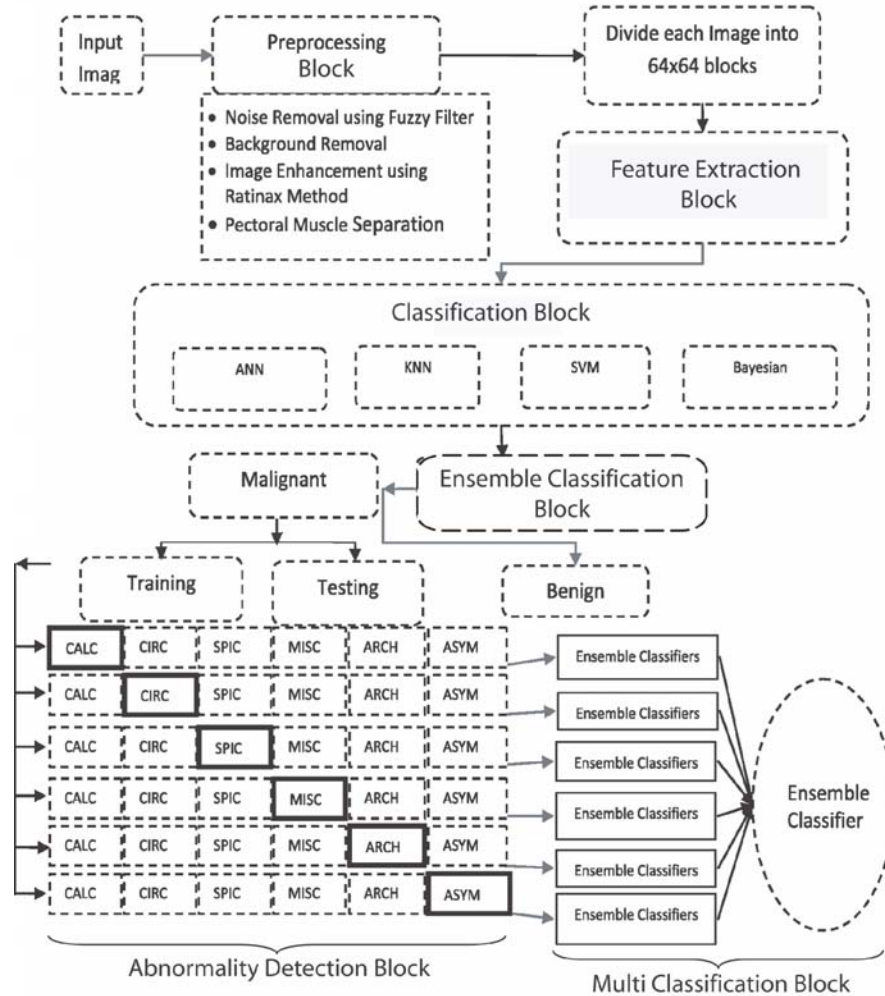 Input
Imag
Preprocessing
Block
Divide each Image into
64x64 blocks
• Noise Removal using Fuzzy Filter
• Background Removal
• Image Enhancement using
Ratinax Method
• Pectoral Muscle Separation
Feature Extraction
Block
Classification Block
ANN KNN SVM Bayesian
Malignant
Ensemble Classification
Block
Training Testing Benign
CALC CIRC SPIC MISC ARCH ASYM Ensemble Classifiers
CALC CIRC SPIC MISC ARCH ASYM Ensemble Classifiers
CALC CIRC SPIC MISC ARCH ASYM Ensemble Classifiers
CALC CIRC SPIC MISC ARCH ASYM Ensemble Classifiers
CALC CIRC SPIC MISC ARCH ASYM Ensemble Classifiers
CALC CIRC SPIC MISC ARCH ASYM Ensemble Classifiers
Ensemble
Classifier
Abnormality Detection Block
Multi Classification Block